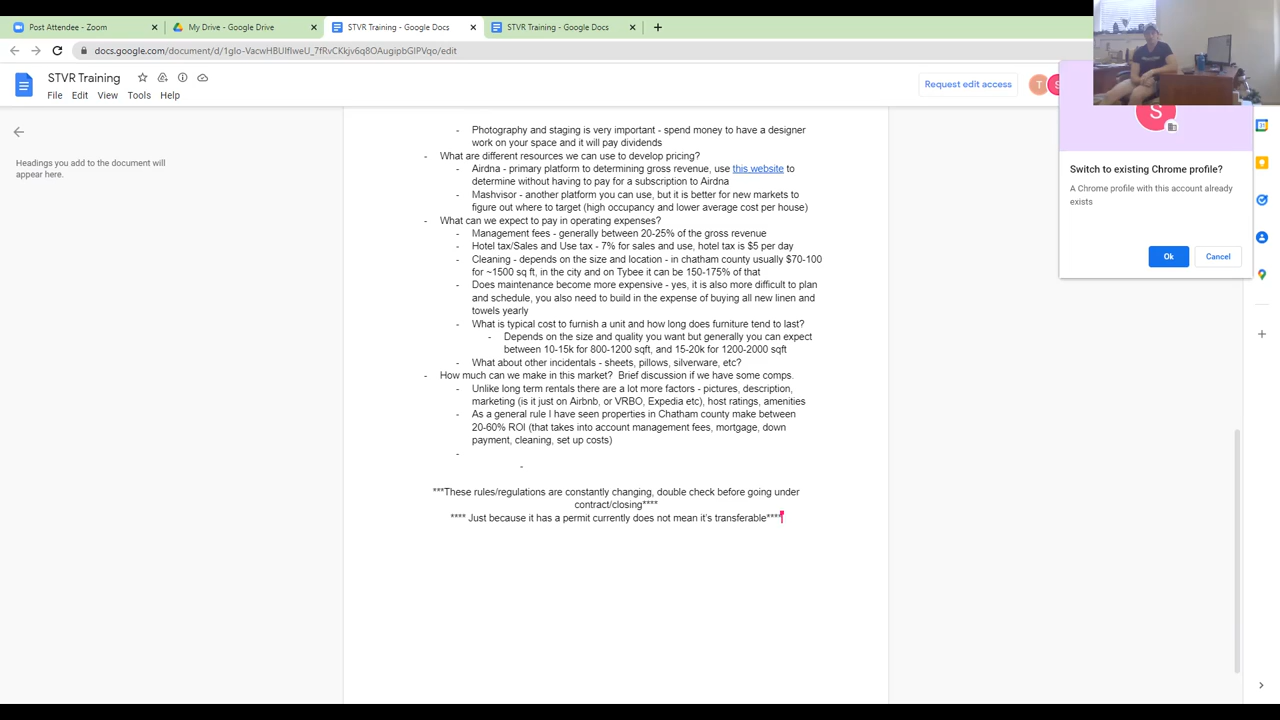 Post Attendee - Zoom
My Drive - Google Drive
STVR Training - Google Docs
STVR Training - Google Docs
STVR Training
File Edit View Tools Help
Request edit access
T
S
Headings you add to the document will
appear here.
- Photography and staging is very important - spend money to have a designer
work on your space and it will pay dividends
- What are different resources we can use to develop pricing?
- Airdna - primary platform to determining gross revenue, use this website to
determine without having to pay for a subscription to Airdna
- Mashvisor - another platform you can use, but it is better for new markets to
figure out where to target (high occupancy and lower average cost per house)
- What can we expect to pay in operating expenses?
- Management fees - generally between 20-25% of the gross revenue
- Hotel tax/Sales and Use tax - 7% for sales and use, hotel tax is $5 per day
- Cleaning - depends on the size and location - in chatham county usually $70-100
for ~1500 sq ft, in the city and on Tybee it can be 150-175% of that
- Does maintenance become more expensive - yes, it is also more difficult to plan
and schedule, you also need to build in the expense of buying all new linen and
towels yearly
- What is typical cost to furnish a unit and how long does furniture tend to last?
- Depends on the size and quality you want but generally you can expect
between 10-15k for 800-1200 sqft, and 15-20k for 1200-2000 sqft
- What about other incidentals - sheets, pillows, silverware, etc?
- How much can we make in this market? Brief discussion if we have some comps.
- Unlike long term rentals there are a lot more factors - pictures, description,
marketing (is it just on Airbnb, or VRBO, Expedia etc), host ratings, amenities
- As a general rule I have seen properties in Chatham county make between
20-60% ROI (that takes into account management fees, mortgage, down
payment, cleaning, set up costs)
-
-
***These rules/regulations are constantly changing, double check before going under
contract/closing****
**** Just because it has a permit currently does not mean it's transferable****
S
Switch to existing Chrome profile?
A Chrome profile with this account already
exists
Ok
Cancel